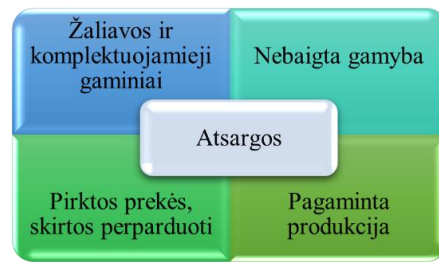 Žaliavos ir
komplektuojamieji
gaminiai
Nebaigta gamyba
Atsargos
Pirktos prekės,
skirtos perparduoti
Pagaminta
produkcija